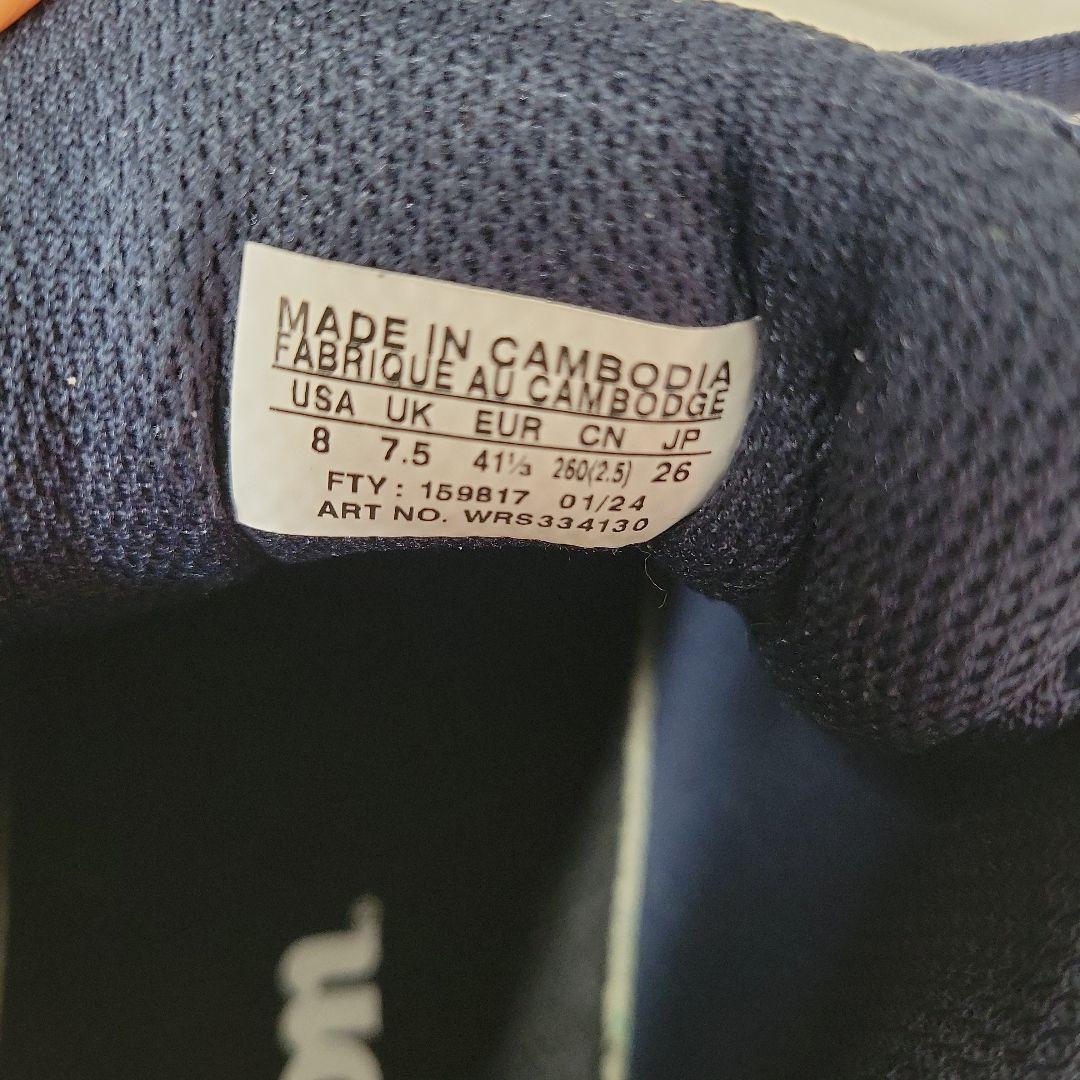 MADE IN CAMBODIA
FABRIQUE AU CAMBODGE
USA UK EUR CN JP
8 7.5 41⅓ 260(2.5) 26
FTY : 159817 01/24
ART NO. WRS334130
on